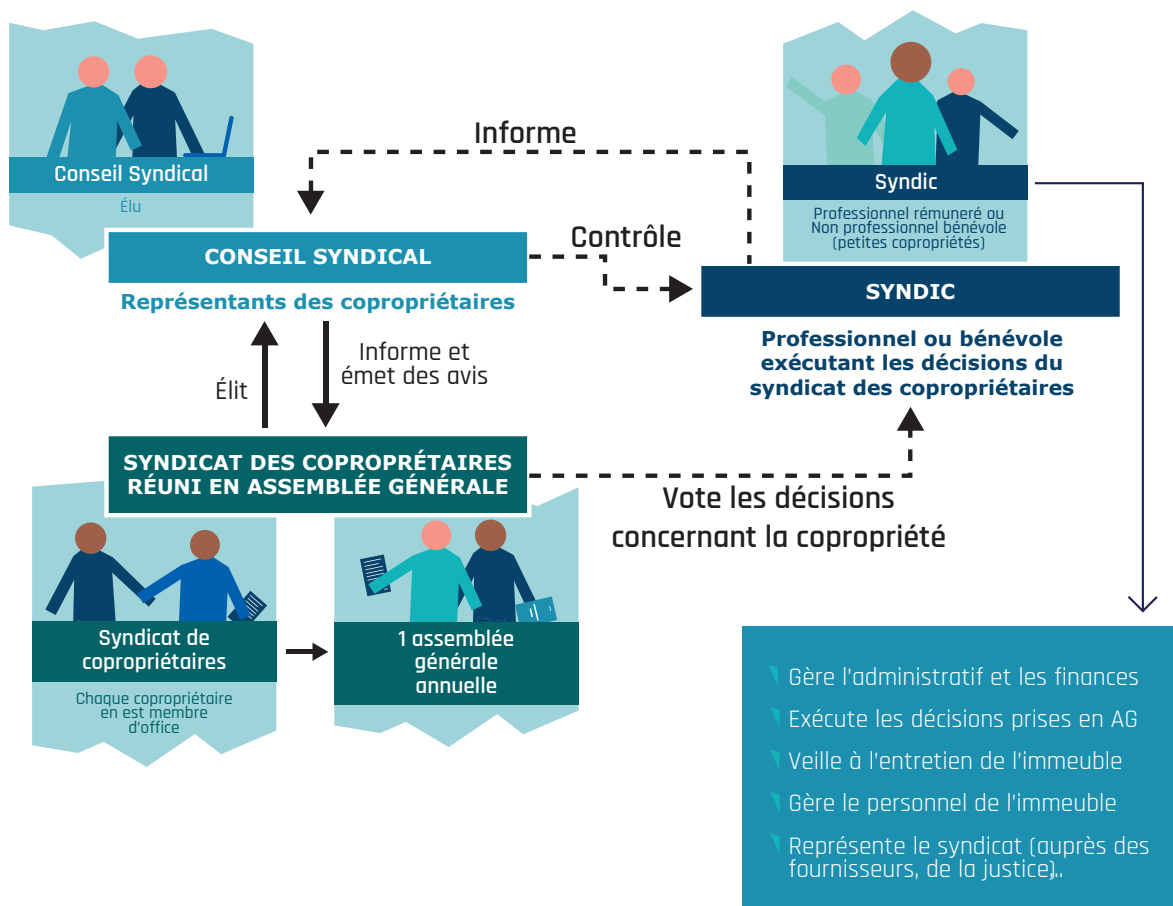 Conseil Syndical
Élu
CONSEIL SYNDICAL
Représentants des copropriétaires
Informe
Contrôle
Syndic
Professionnel rémunéré ou
Non professionnel bénévole
(petites copropriétés)
SYNDIC
Professionnel ou bénévole
exécutant les décisions du
syndicat des copropriétaires
Élit
Informe et
émet des avis
SYNDICAT DES COPROPRÉTAIRES
RÉUNI EN ASSEMBLÉE GÉNÉRALE
Vote les décisions
concernant la copropriété
Syndicat de
copropriétaires
Chaque copropriétaire
en est membre
d'office
1 assemblée
générale
annuelle
Gère l'administratif et les finances
Exécute les décisions prises en AG
Veille à l'entretien de l'immeuble
Gère le personnel de l'immeuble
Représente le syndicat (auprès des
fournisseurs, de la justice)...